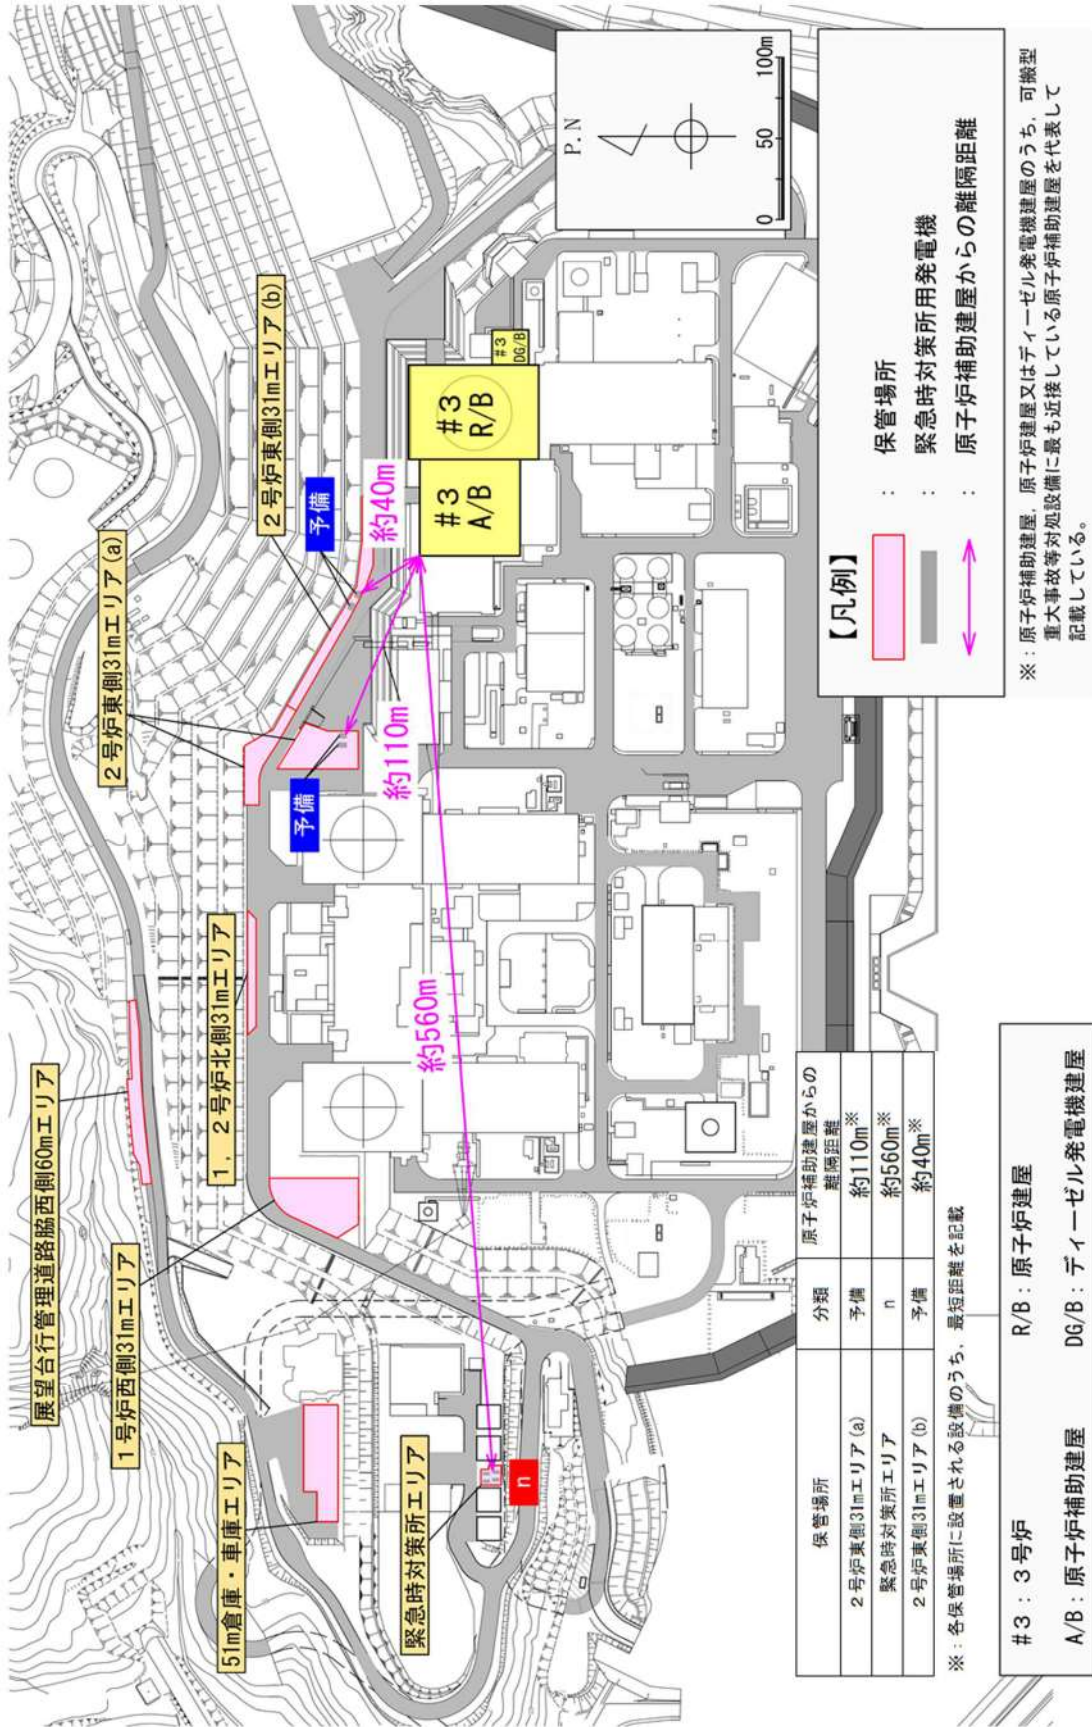 展望台行管理道路脇西側60mエリア
1号炉西側31mエリア
51m倉庫・車庫エリア
緊急時対策所エリア
1,2号炉北側31mエリア
2号炉東側31mエリア(a)
2号炉東側31mエリア(b)
予備
予備
n
約560m
約110m
約40m
#3
A/B
#3
R/B
#3
DG/B
P.N
0 50 100m
【凡例】
: 保管場所
: 緊急時対策所用発電機
: 原子炉補助建屋からの離隔距離
※:原子炉補助建屋,原子炉建屋又はディーゼル発電機建屋のうち,可搬型
重大事故等対処設備に最も近接している原子炉補助建屋を代表して
記載している。
保管場所 分類 原子炉補助建屋からの
離隔距離
2号炉東側31mエリア(a) 予備 約110m※
緊急時対策所エリア n 約560m※
2号炉東側31mエリア(b) 予備 約40m※
※:各保管場所に設置される設備のうち,最短距離を記載
#3:3号炉 R/B:原子炉建屋
A/B:原子炉補助建屋 DG/B:ディーゼル発電機建屋